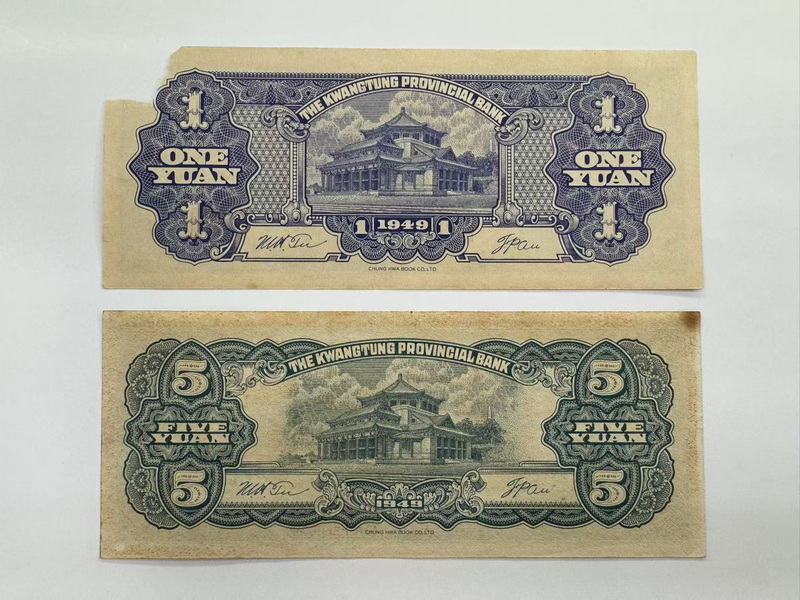 THE KWANGTUNG PROVINCIAL BANK
1 1
ONE YUAN ONE YUAN
1 1
1 1949 1
CHUNG HWA BOOK CO., LTD
THE KWANGTUNG PROVINCIAL BANK
5 5
FIVE YUAN FIVE YUAN
5 5
1949
CHUNG HWA BOOK CO., LTD